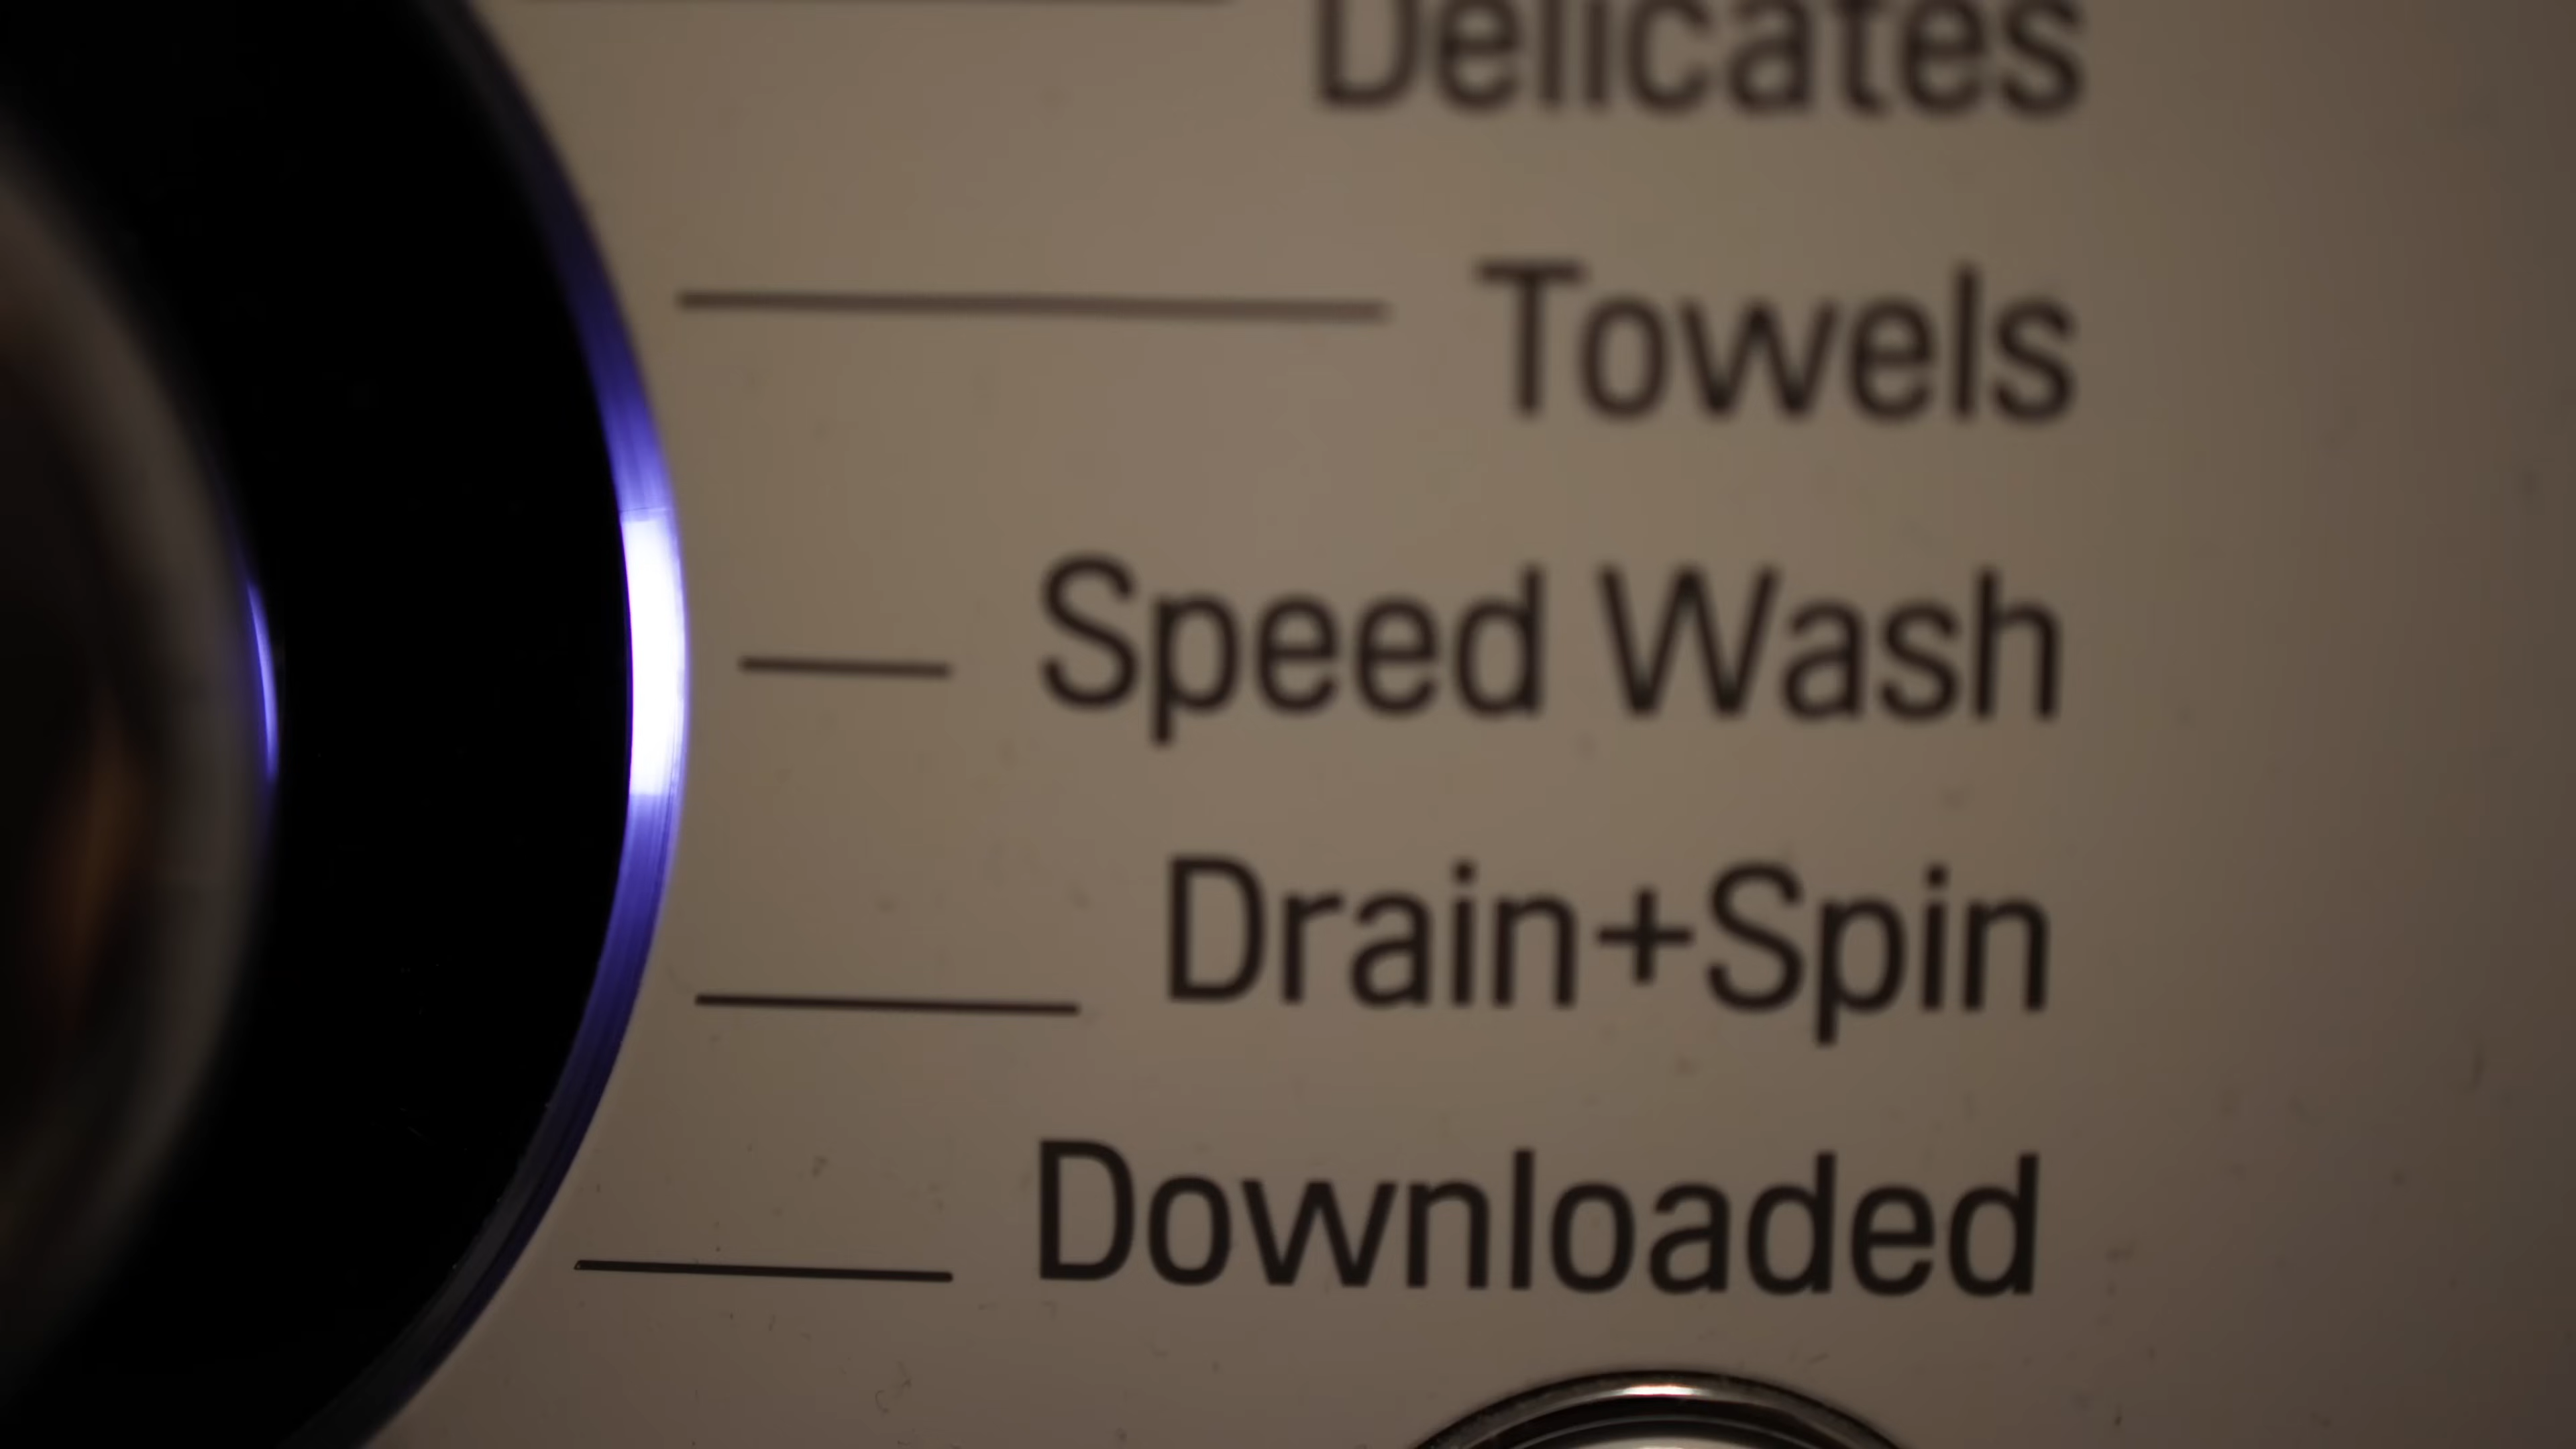 Delicates
Towels
Speed Wash
Drain+Spin
Downloaded